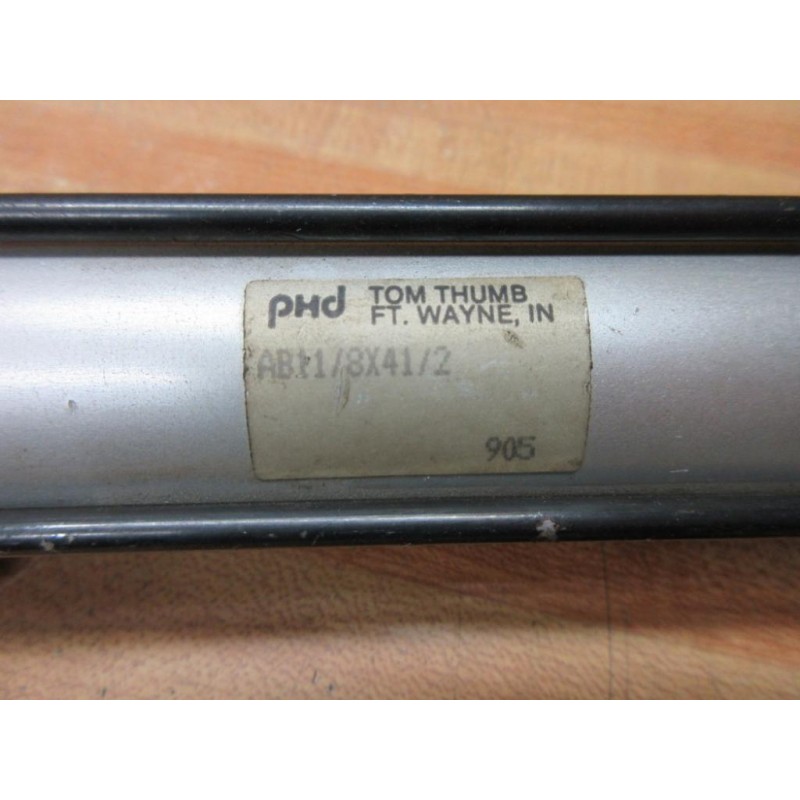 PHD TOM THUMB
FT. WAYNE, IN
AB11/8X41/2
905